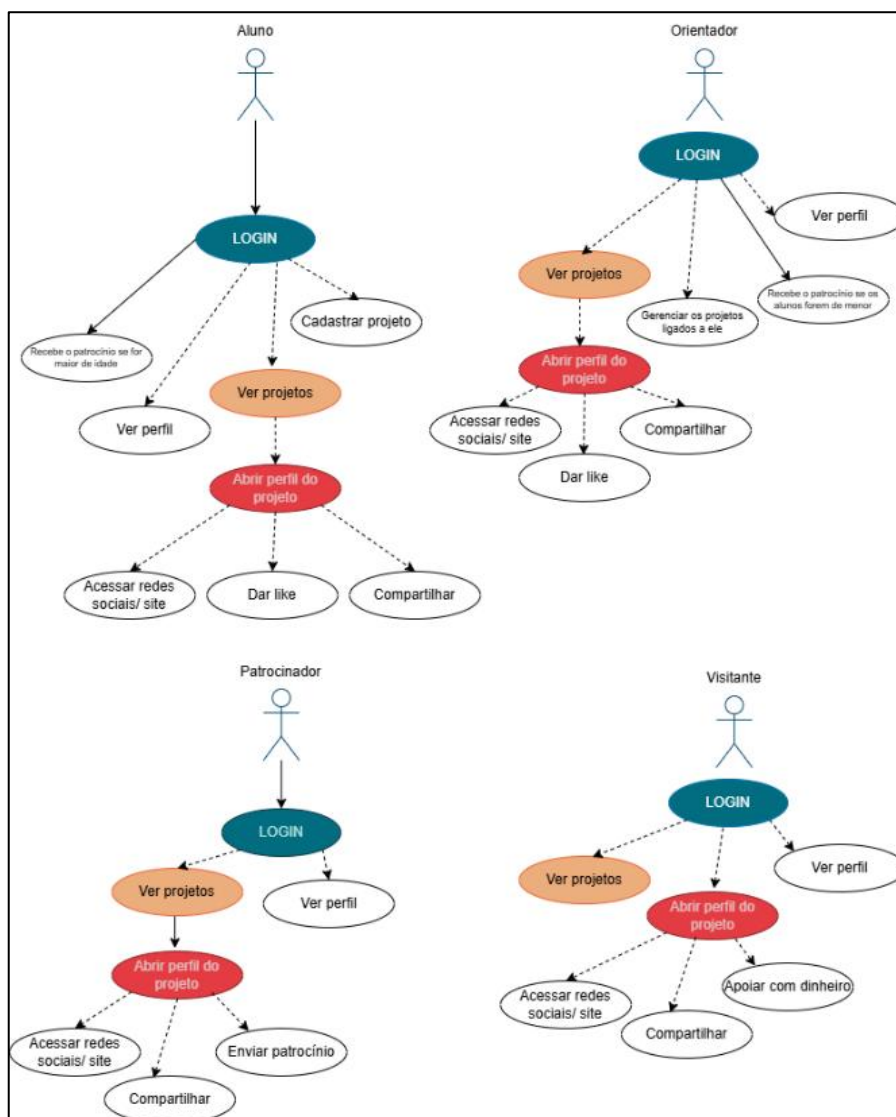 Aluno
LOGIN
Cadastrar projeto
Recebe o patrocínio se for
maior de idade
Ver projetos
Ver perfil
Abrir perfil do
projeto
Acessar redes
sociais/ site
Dar like
Compartilhar
Orientador
LOGIN
Ver perfil
Ver projetos
Gerenciar os projetos
ligados a ele
Recebe o patrocínio se os
alunos forem de menor
Abrir perfil do
projeto
Acessar redes
sociais/ site
Compartilhar
Dar like
Patrocinador
LOGIN
Ver projetos
Ver perfil
Abrir perfil do
projeto
Acessar redes
sociais/ site
Enviar patrocínio
Compartilhar
Visitante
LOGIN
Ver perfil
Ver projetos
Abrir perfil do
projeto
Apoiar com dinheiro
Acessar redes
sociais/ site
Compartilhar